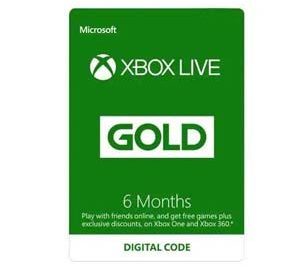 Microsoft
XBOX LIVE
GOLD
6 Months
Play with friends online, and get free games plus
exclusive discounts, on Xbox One and Xbox 360.*
DIGITAL CODE